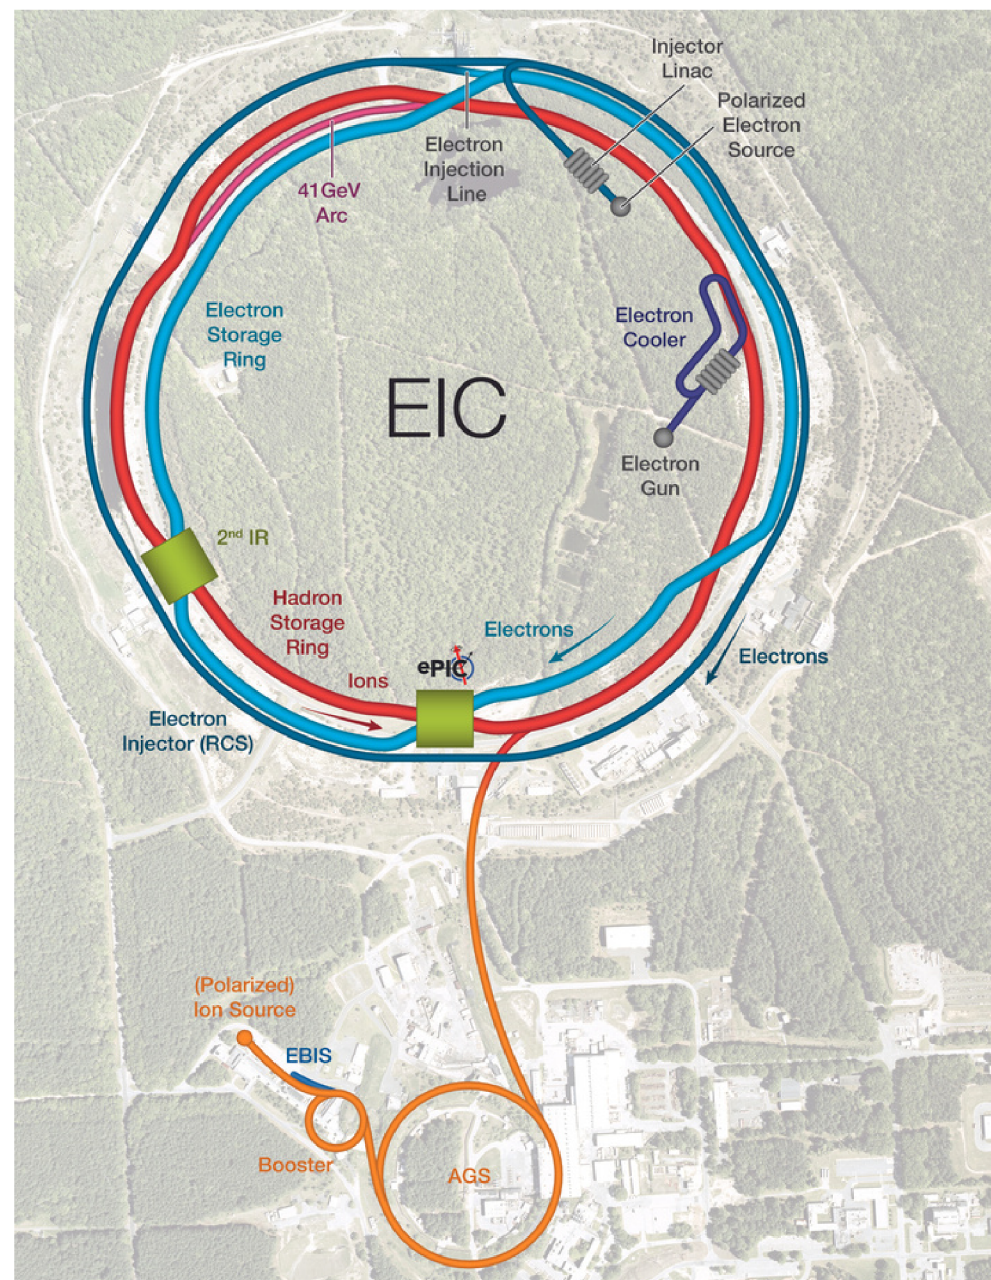 Injector
Linac
Polarized
Electron
Source
Electron
Injection
Line
41GeV
Arc
Electron
Storage
Ring
Electron
Cooler
EIC
Electron
Gun
2nd IR
Hadron
Storage
Ring
Electrons
ePIC
Electrons
Ions
Electron
Injector (RCS)
(Polarized)
Ion Source
EBIS
Booster
AGS